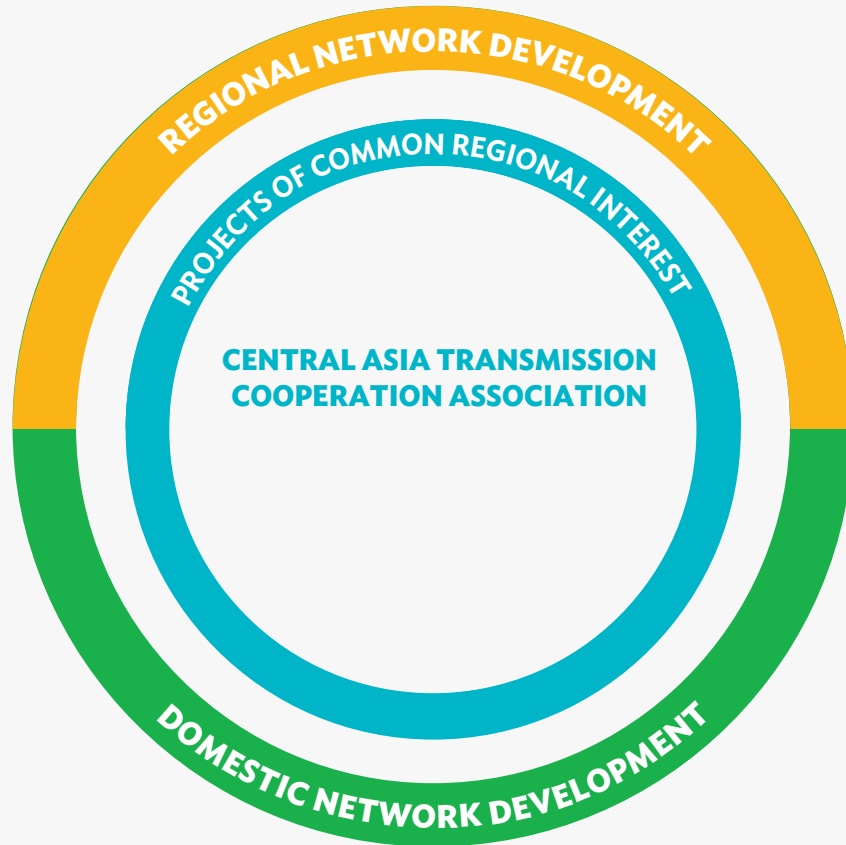 REGIONAL NETWORK DEVELOPMENT
PROJECTS OF COMMON REGIONAL INTEREST
CENTRAL ASIA TRANSMISSION
COOPERATION ASSOCIATION
DOMESTIC NETWORK DEVELOPMENT